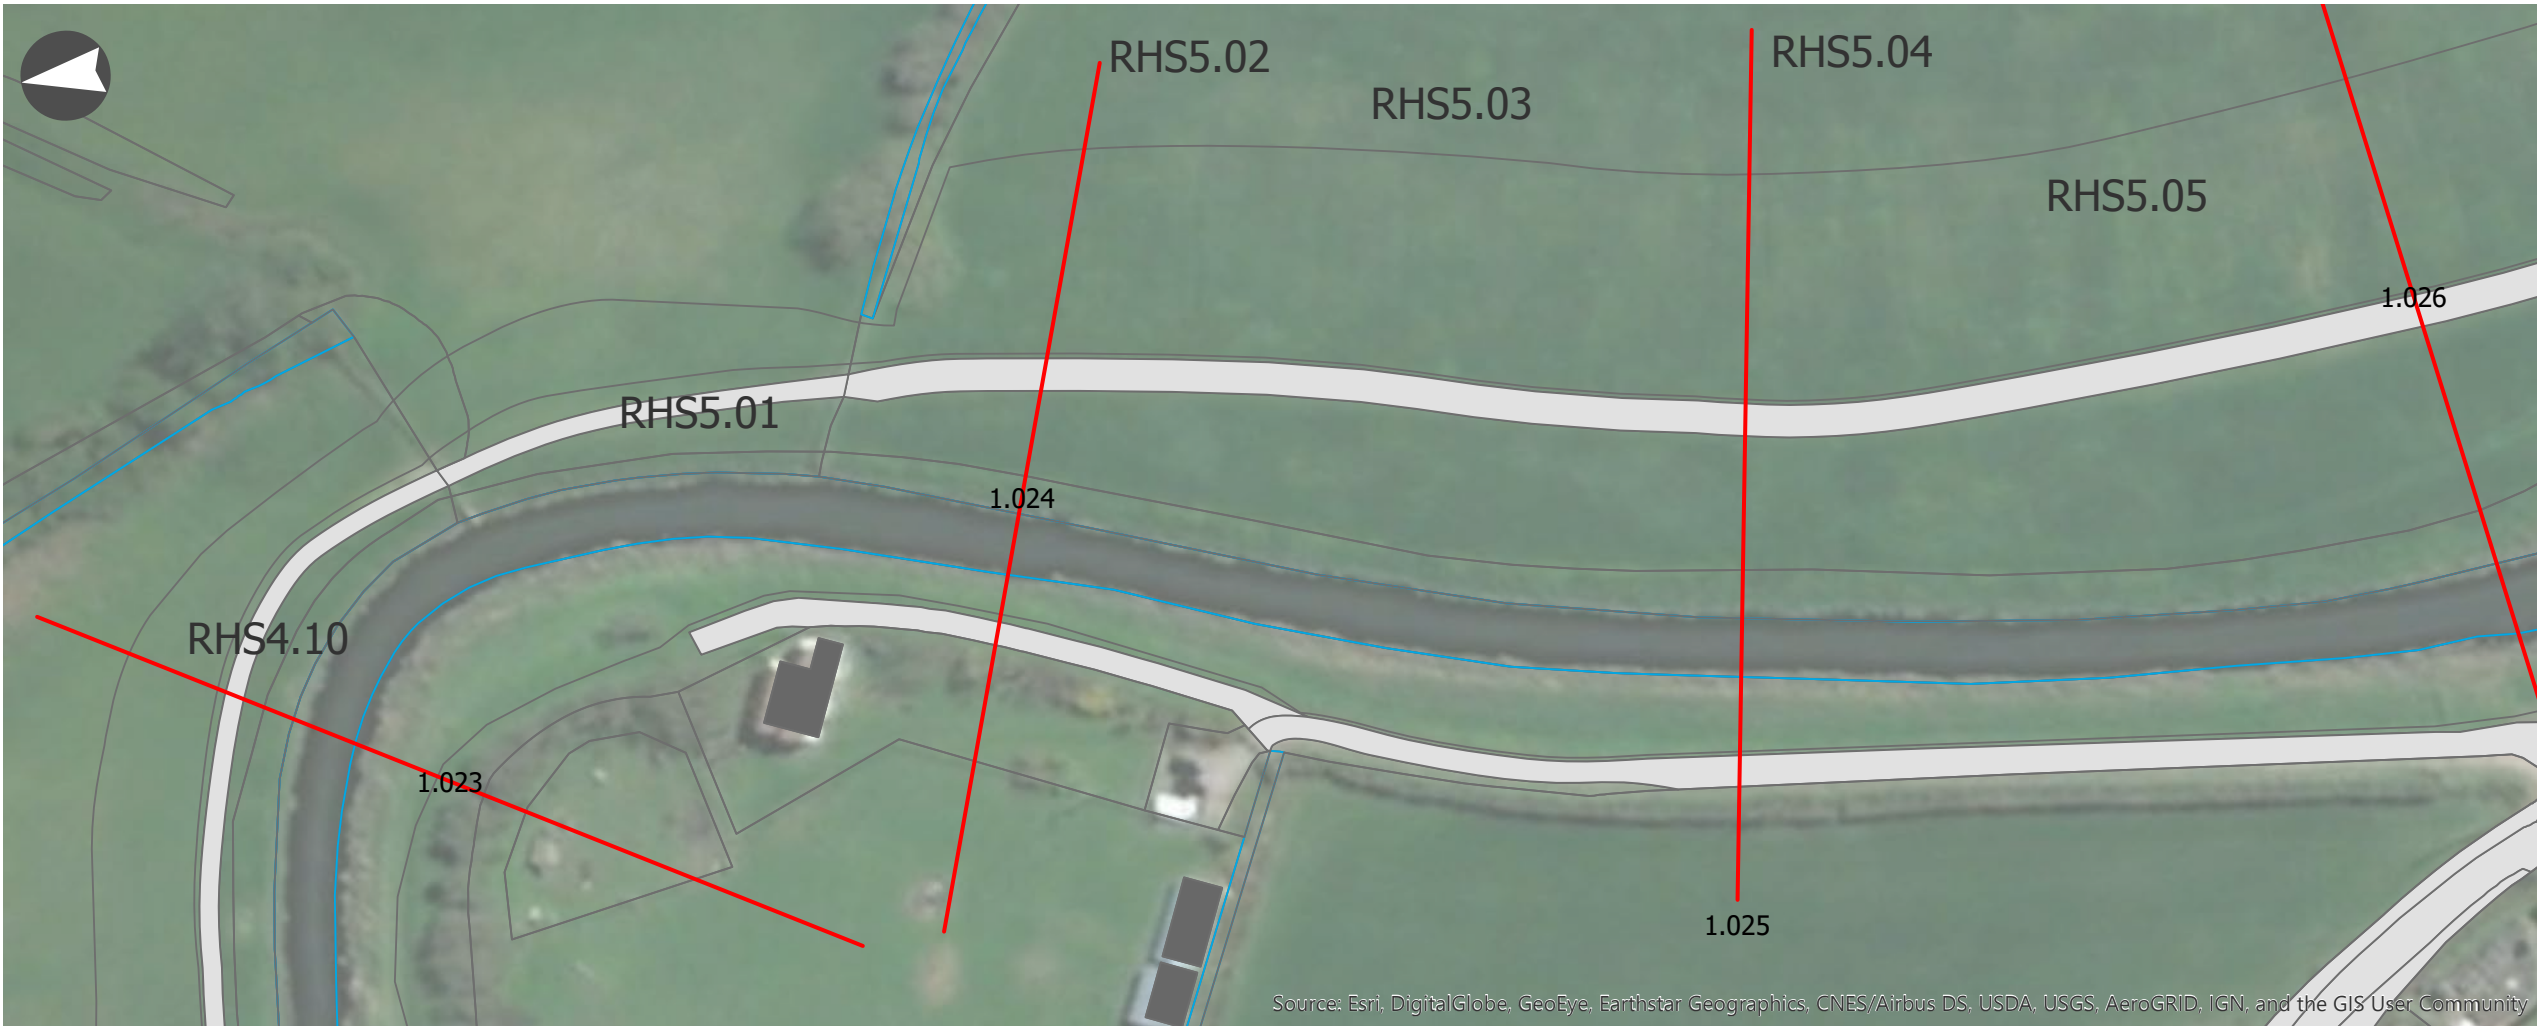 RHS5.02
RHS5.04
RHS5.03
RHS5.05
1.026
RHS5.01
1.024
RHS4.10
1.023
1.025
Source: Esri, DigitalGlobe, GeoEye, Earthstar Geographics, CNES/Airbus DS, USDA, USGS, AeroGRID, IGN, and the GIS User Community